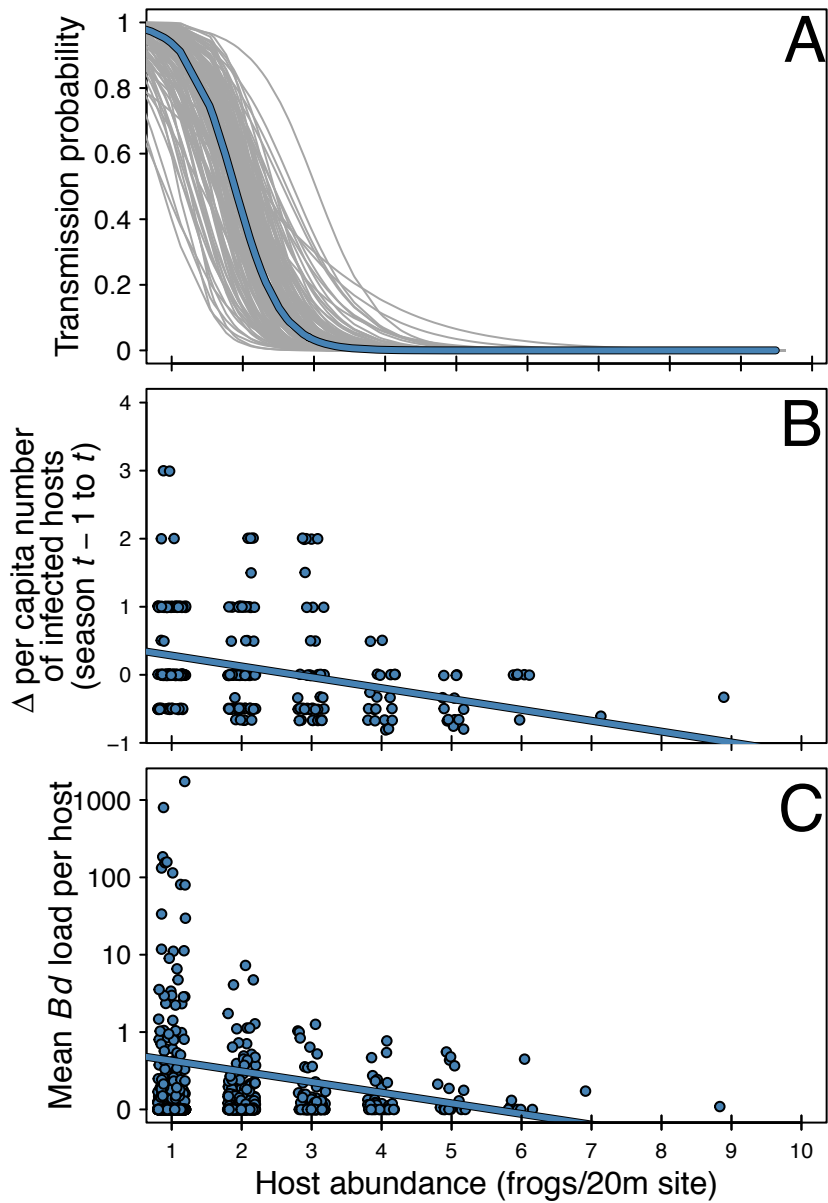 A
Transmission probability
1
0.8
0.6
0.4
0.2
0
B
Δ per capita number
of infected hosts
(season t − 1 to t)
4
3
2
1
0
−1
C
Mean Bd load per host
1000
100
10
1
0
1 2 3 4 5 6 7 8 9 10
Host abundance (frogs/20m site)